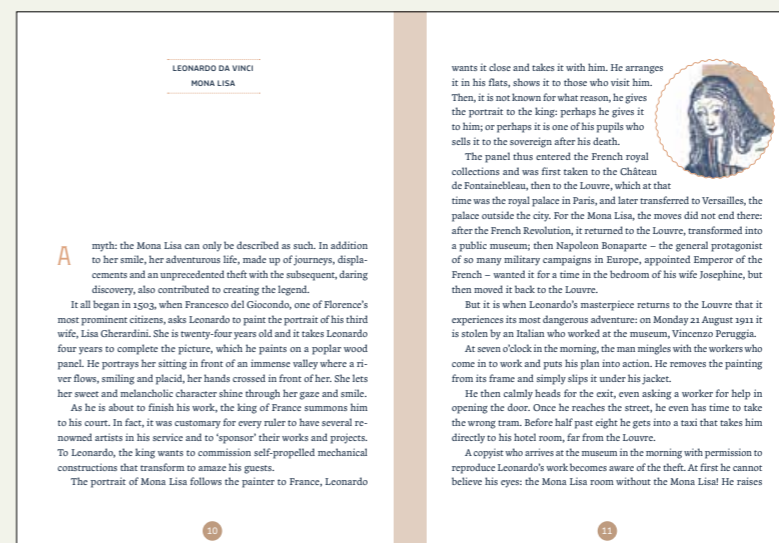 LEONARDO DA VINCI
MONA LISA
A myth: the Mona Lisa can only be described as such. In addition
to her smile, her adventurous life, made up of journeys, displa-
cements and an unprecedented theft with the subsequent, daring
discovery, also contributed to creating the legend.
It all began in 1503, when Francesco del Giocondo, one of Florence's
most prominent citizens, asks Leonardo to paint the portrait of his third
wife, Lisa Gherardini. She is twenty-four years old and it takes Leonardo
four years to complete the picture, which he paints on a poplar wood
panel. He portrays her sitting in front of an immense valley where a ri-
ver flows, smiling and placid, her hands crossed in front of her. She lets
her sweet and melancholic character shine through her gaze and smile.
As he is about to finish his work, the king of France summons him
to his court. In fact, it was customary for every ruler to have several re-
nowned artists in his service and to ‘sponsor’ their works and projects.
To Leonardo, the king wants to commission self-propelled mechanical
constructions that transform to amaze his guests.
The portrait of Mona Lisa follows the painter to France, Leonardo
10
wants it close and takes it with him. He arranges
it in his flats, shows it to those who visit him.
Then, it is not known for what reason, he gives
the portrait to the king: perhaps he gives it
to him; or perhaps it is one of his pupils who
sells it to the sovereign after his death.
The panel thus entered the French royal
collections and was first taken to the Château
de Fontainebleau, then to the Louvre, which at that
time was the royal palace in Paris, and later transferred to Versailles, the
palace outside the city. For the Mona Lisa, the moves did not end there:
after the French Revolution, it returned to the Louvre, transformed into
a public museum; then Napoleon Bonaparte – the general protagonist
of so many military campaigns in Europe, appointed Emperor of the
French – wanted it for a time in the bedroom of his wife Josephine, but
then moved it back to the Louvre.
But it is when Leonardo's masterpiece returns to the Louvre that it
experiences its most dangerous adventure: on Monday 21 August 1911 it
is stolen by an Italian who worked at the museum, Vincenzo Peruggia.
At seven o'clock in the morning, the man mingles with the workers who
come in to work and puts his plan into action. He removes the painting
from its frame and simply slips it under his jacket.
He then calmly heads for the exit, even asking a worker for help in
opening the door. Once he reaches the street, he even has time to take
the wrong tram. Before half past eight he gets into a taxi that takes him
directly to his hotel room, far from the Louvre.
A copyist who arrives at the museum in the morning with permission to
reproduce Leonardo's work becomes aware of the theft. At first he cannot
believe his eyes: the Mona Lisa room without the Mona Lisa! He raises
11